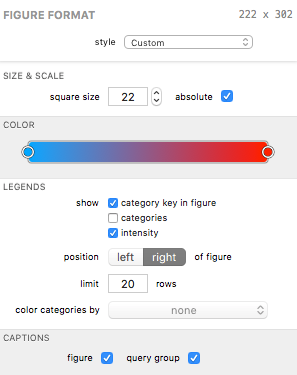 FIGURE FORMAT 222 x 302
style Custom
SIZE & SCALE
square size 22 absolute
COLOR
LEGENDS
show category key in figure
categories
intensity
position left right of figure
limit 20 rows
color categories by none
CAPTIONS
figure query group